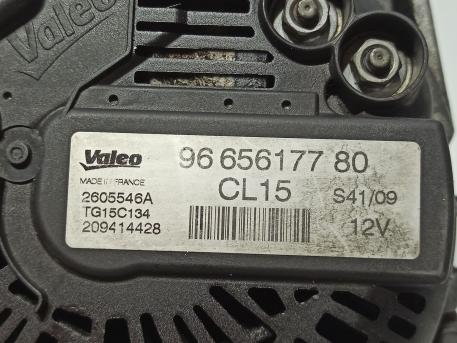 Valeo
Valeo 96 656177 80
MADE IN FRANCE CL15 S41/09
2605546A
TG15C134
209414428 12V